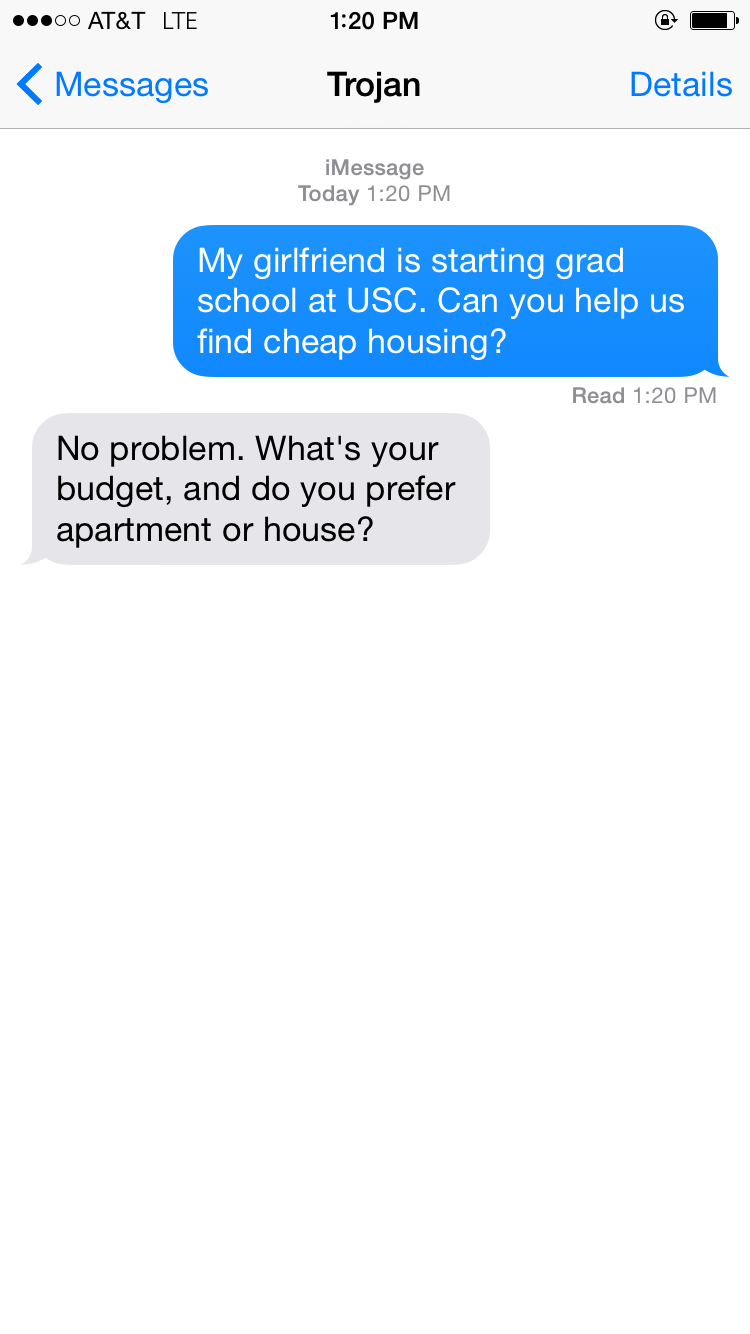 AT&T LTE 1:20 PM
Messages Trojan Details
iMessage
Today 1:20 PM
My girlfriend is starting grad
school at USC. Can you help us
find cheap housing?
Read 1:20 PM
No problem. What's your
budget, and do you prefer
apartment or house?